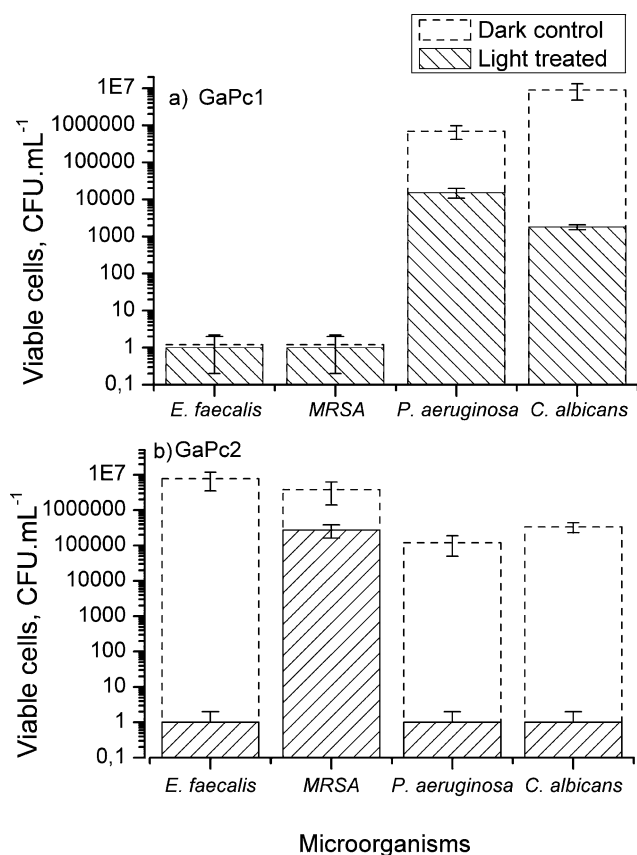 Dark control
Light treated
a) GaPc1
Viable cells, CFU.mL⁻¹
1E7
1000000
100000
10000
1000
100
10
1
0,1
E. faecalis MRSA P. aeruginosa C. albicans
b) GaPc2
Viable cells, CFU.mL⁻¹
1E7
1000000
100000
10000
1000
100
10
1
0,1
E. faecalis MRSA P. aeruginosa C. albicans
Microorganisms